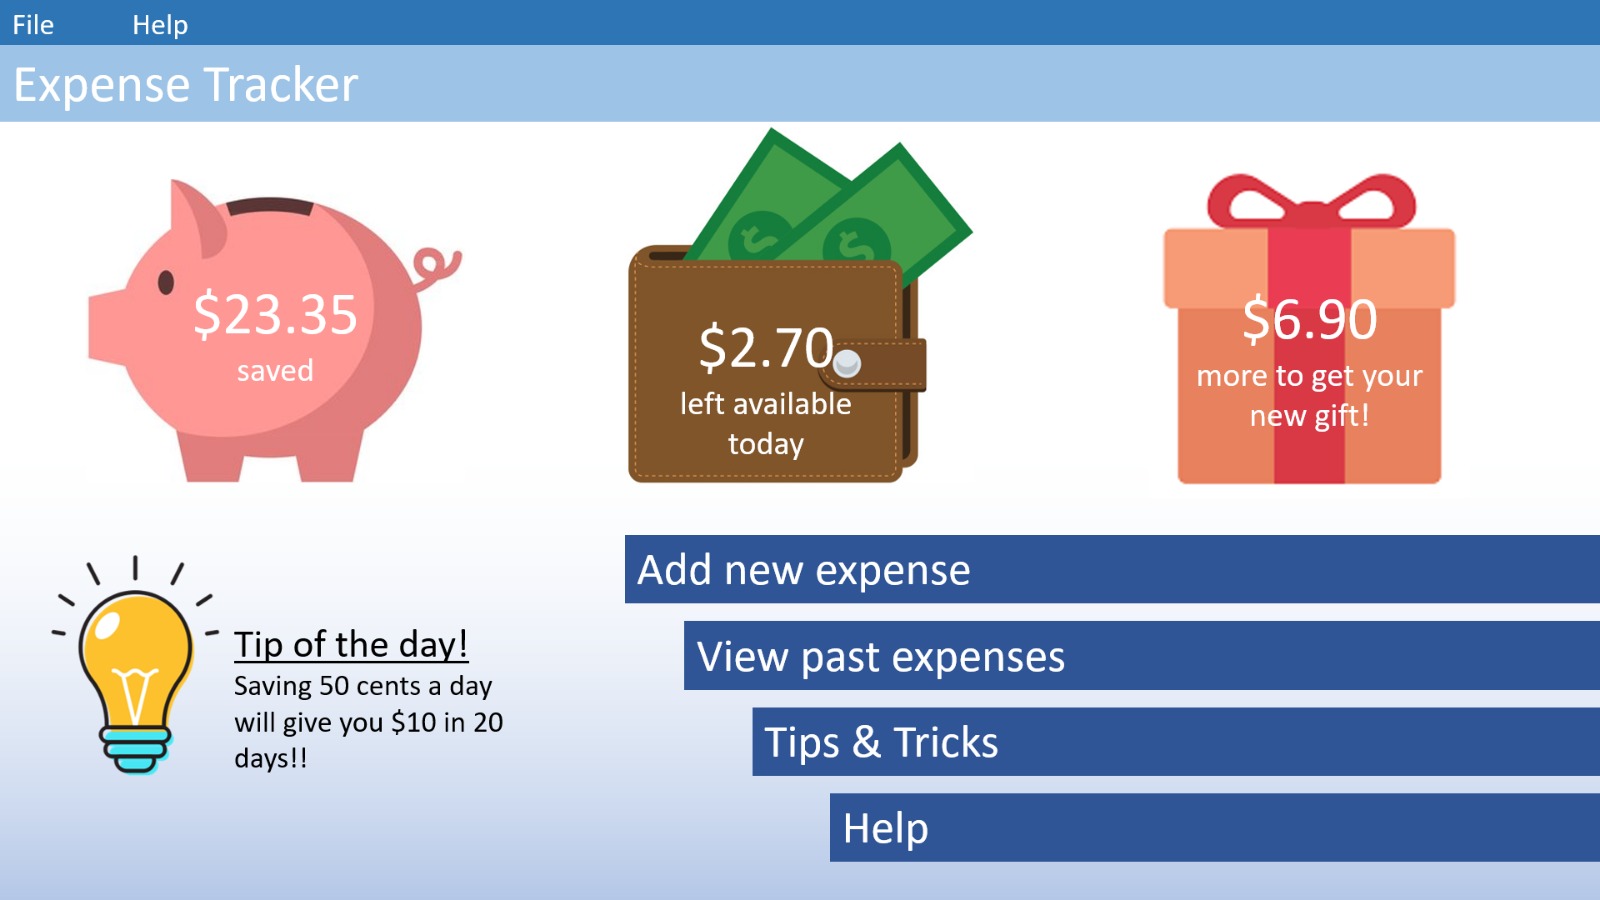 File Help
Expense Tracker
$23.35
saved
$2.70
left available
today
$6.90
more to get your
new gift!
Tip of the day!
Saving 50 cents a day
will give you $10 in 20
days!!
Add new expense
View past expenses
Tips & Tricks
Help